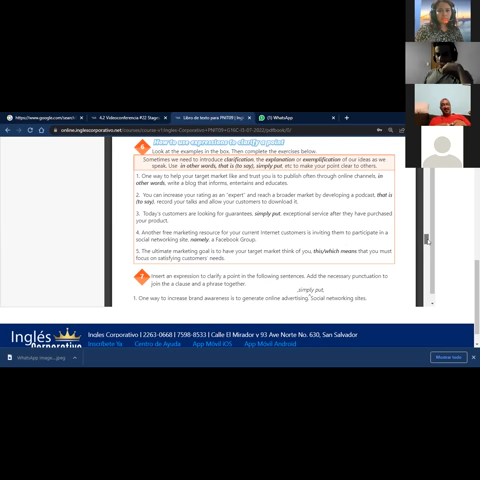 https://www.google.com/search
4.2 Videoconferencia #22 Stage
Libro de texto para PNIT09 | Ing
(1) WhatsApp
online.inglescorporativo.net
6 How to use expressions to clarify a point
Look at the examples in the box. Then complete the exercises below.
Sometimes we need to introduce clarification, the explanation or exemplification of our ideas as we
speak. Use in other words, that is (to say), simply put, etc to make your point clear to others.
1. One way to help your target market like and trust you is to publish often through online channels, in
other words, write a blog that informs, entertains and educates.
2. You can increase your rating as an "expert" and reach a broader market by developing a podcast, that is
(to say), record your talks and allow your customers to download it.
3. Today's customers are looking for guarantees, simply put, exceptional service after they have purchased
your product.
4. Another free marketing resource for your current Internet customers is inviting them to participate in a
social networking site, namely, a Facebook Group.
5. The ultimate marketing goal is to have your target market think of you, this/which means that you must
focus on satisfying customers' needs.
7 Insert an expression to clarify a point in the following sentences. Add the necessary punctuation to
join the a clause and a phrase together.
,simply put,
1. One way to increase brand awareness is to generate online advertising. Social networking sites.
Inglés
Corporativo
Ingles Corporativo | 2263-0668 | 7598-8533 | Calle El Mirador y 93 Ave Norte No. 630, San Salvador
Inscríbete Ya Centro de Ayuda App Móvil iOS App Móvil Android
WhatsApp Image....jpeg
Mostrar todo